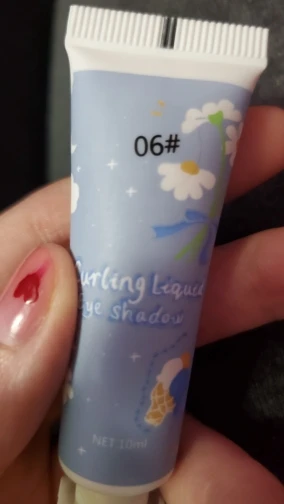 06#
Curling Liquid
Eye shadow
NET 10ml